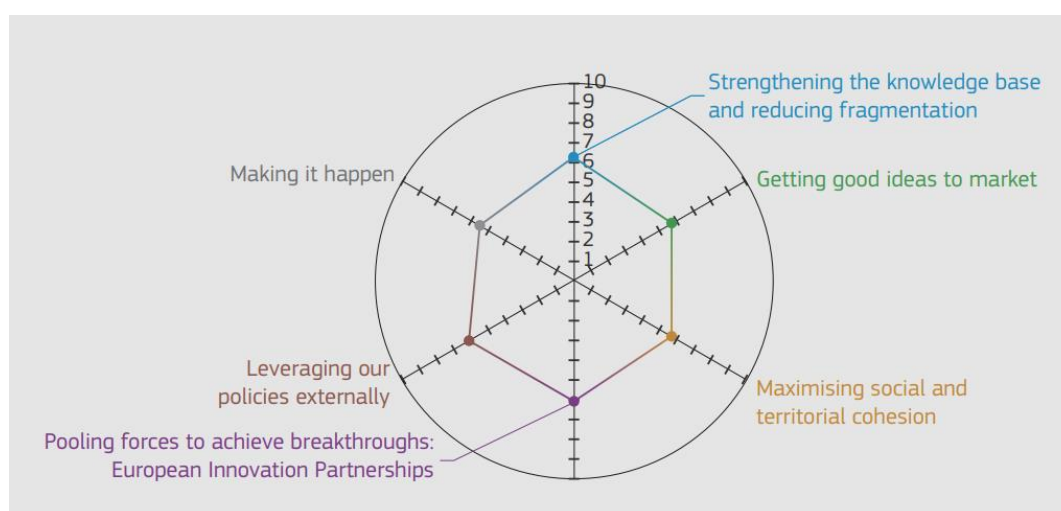 10
9
8
7
6
5
4
3
2
1
Strengthening the knowledge base
and reducing fragmentation
Getting good ideas to market
Maximising social and
territorial cohesion
Pooling forces to achieve breakthroughs:
European Innovation Partnerships
Leveraging our
policies externally
Making it happen